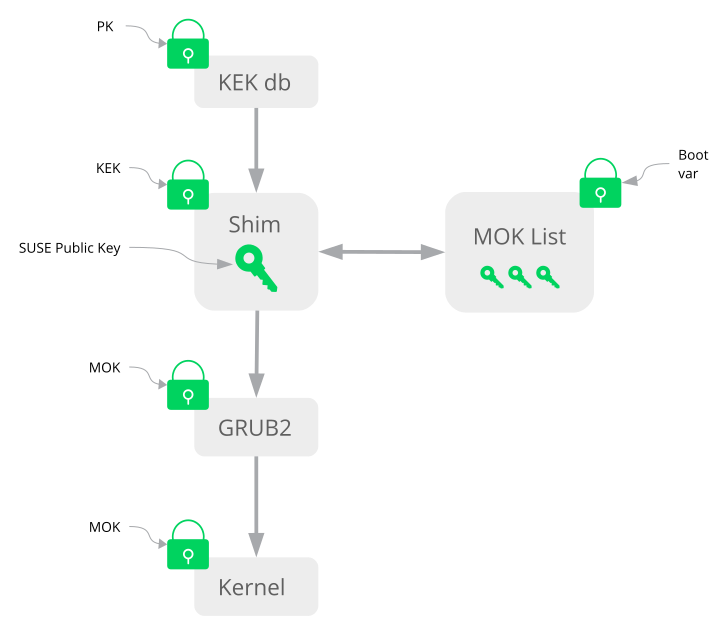 PK
KEK db
KEK
Shim
SUSE Public Key
MOK List
Boot
var
MOK
GRUB2
MOK
Kernel